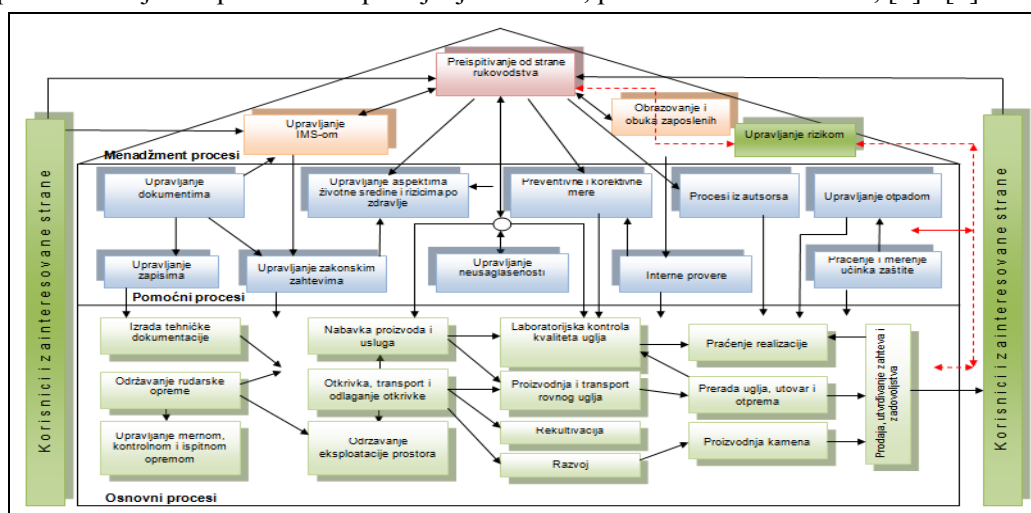 Preispitivanje od strane
rukovodstva
Obrazovanje i
obuka zaposlenih
Upravljanje
IMS-om
Upravljanje rizikom
Menadžment procesi
Korisnici i zainteresovane strane
Upravljanje
dokumentima
Upravljanje aspektima
životne sredine i rizicima po
zdravlje
Preventivne i korektivne
mere
Procesi iz autsorsa
Upravljanje otpadom
Upravljanje
zapisima
Upravljanje zakonskim
zahtevima
Upravljanje
neusaglašenosti
Interne provere
Praćenje i merenje
učinka zaštite
Pomoćni procesi
Izrada tehničke
dokumentacije
Nabavka proizvoda i
usluga
Laboratorijska kontrola
kvaliteta uglja
Praćenje realizacije
Održavanje rudarske
opreme
Otkrivka, transport i
odlaganje otkrivke
Proizvodnja i transport
rovnog uglja
Prerada uglja, utovar i
otprema
Prodaja, utvrđivanje zahteva i
zadovoljstva
Upravljanje mernom,
kontrolnom i ispitnom
opremom
Održavanje
eksploatacije prostora
Rekultivacija
Razvoj
Proizvodnja kamena
Osnovni procesi
Korisnici i zainteresovane strane